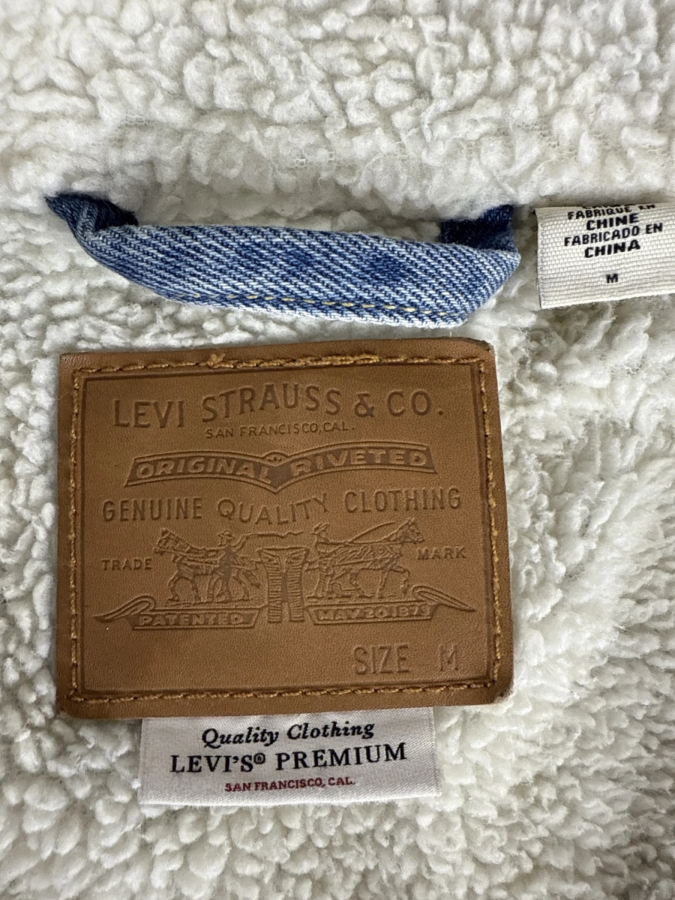 FABRIQUÉ EN
CHINE
FABRICADO EN
CHINA
M
LEVI STRAUSS & CO.
SAN FRANCISCO, CAL.
ORIGINAL RIVETED
GENUINE QUALITY CLOTHING
TRADE MARK
PATENTED MAY 20 1873
SIZE M
Quality Clothing
LEVI'S® PREMIUM
SAN FRANCISCO, CAL.